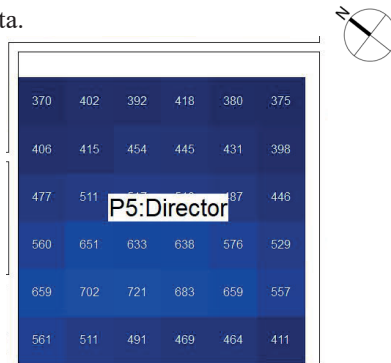 ta.
N
370 402 392 418 380 375
406 415 454 445 431 398
477 511 446
P5:Director
560 651 633 638 576 529
659 702 721 683 659 557
561 511 491 469 464 411